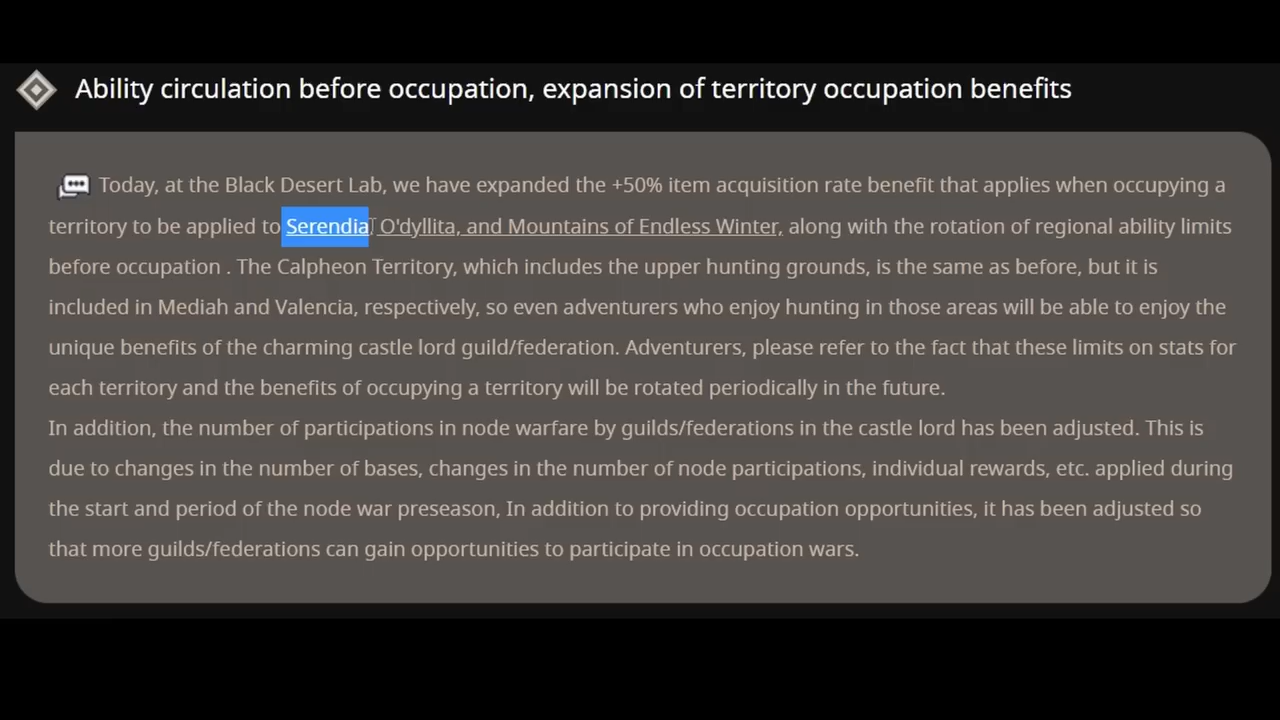 Ability circulation before occupation, expansion of territory occupation benefits
Today, at the Black Desert Lab, we have expanded the +50% item acquisition rate benefit that applies when occupying a
territory to be applied to Serendia, O'dyllita, and Mountains of Endless Winter, along with the rotation of regional ability limits
before occupation . The Calpheon Territory, which includes the upper hunting grounds, is the same as before, but it is
included in Mediah and Valencia, respectively, so even adventurers who enjoy hunting in those areas will be able to enjoy the
unique benefits of the charming castle lord guild/federation. Adventurers, please refer to the fact that these limits on stats for
each territory and the benefits of occupying a territory will be rotated periodically in the future.
In addition, the number of participations in node warfare by guilds/federations in the castle lord has been adjusted. This is
due to changes in the number of bases, changes in the number of node participations, individual rewards, etc. applied during
the start and period of the node war preseason, In addition to providing occupation opportunities, it has been adjusted so
that more guilds/federations can gain opportunities to participate in occupation wars.